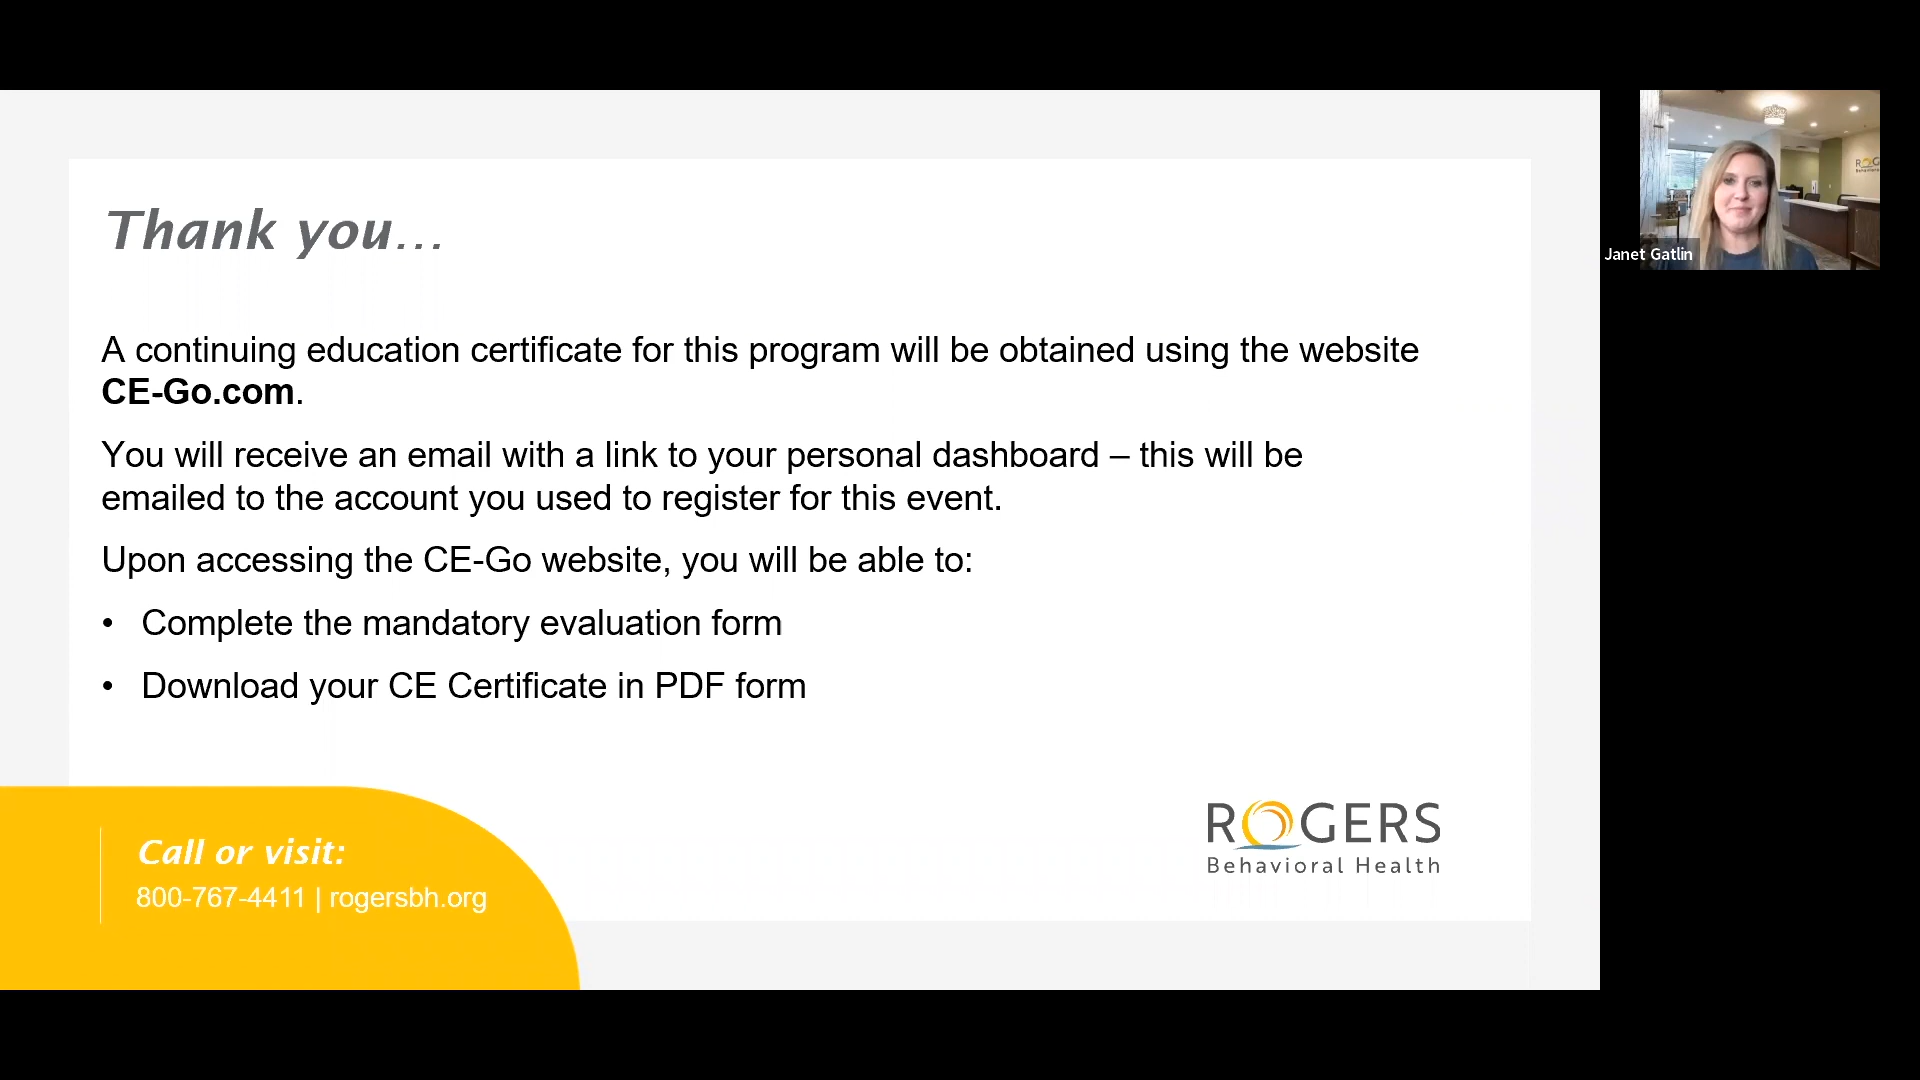 Thank you...
A continuing education certificate for this program will be obtained using the website
CE-Go.com.
You will receive an email with a link to your personal dashboard – this will be
emailed to the account you used to register for this event.
Upon accessing the CE-Go website, you will be able to:
• Complete the mandatory evaluation form
• Download your CE Certificate in PDF form
Call or visit:
800-767-4411 | rogersbh.org
ROGERS
Behavioral Health
Janet Gatlin